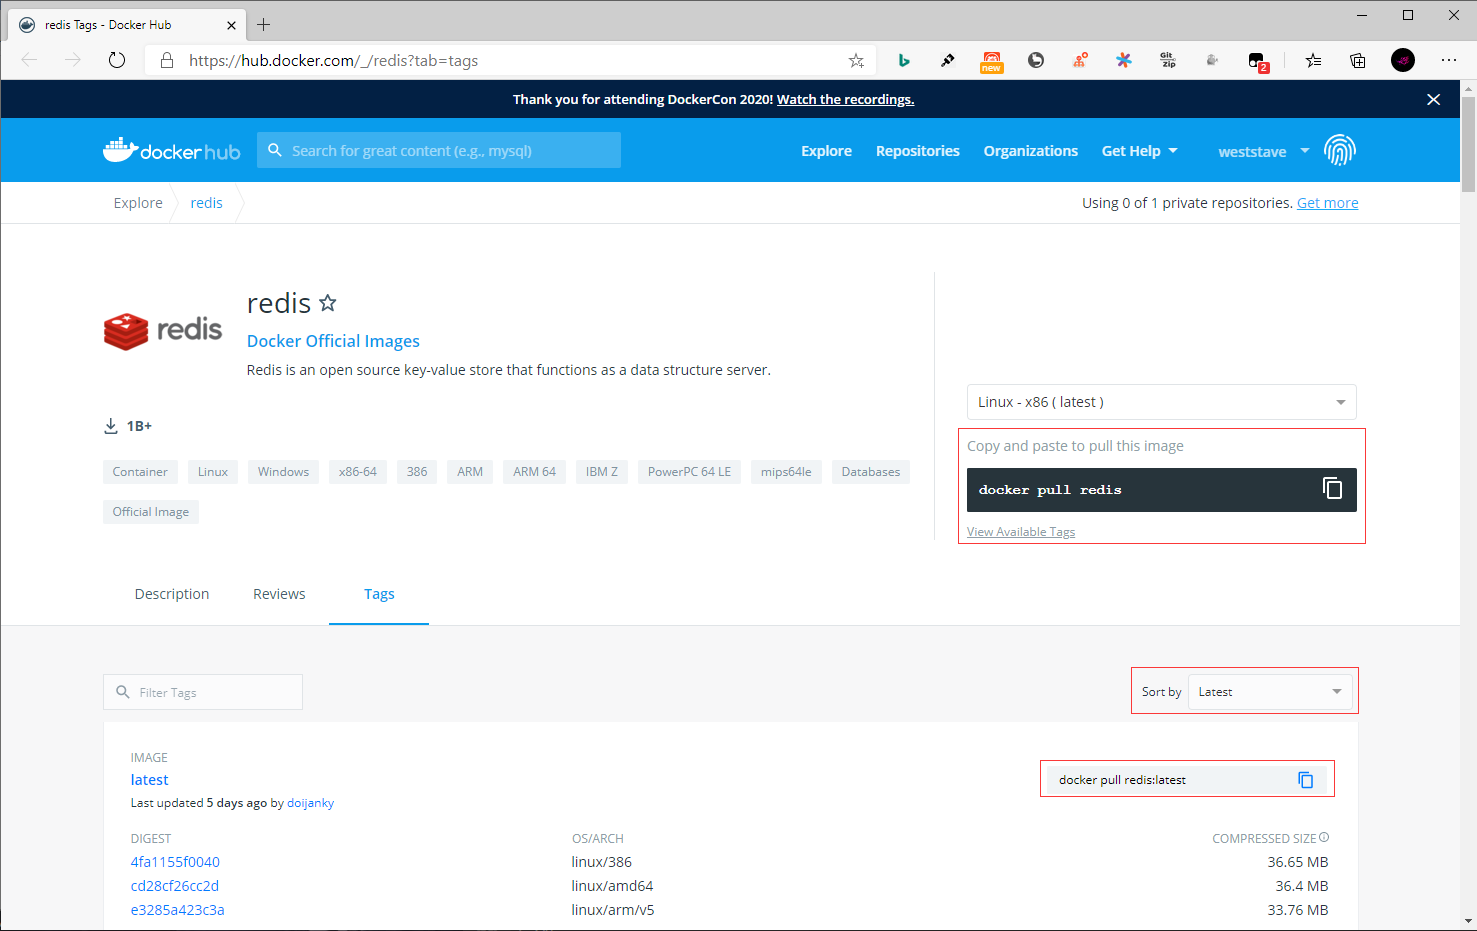 redis Tags - Docker Hub
https://hub.docker.com/_/redis?tab=tags
new
Git
Zip
2
Thank you for attending DockerCon 2020! Watch the recordings.
docker hub
Search for great content (e.g., mysql)
Explore
Repositories
Organizations
Get Help
weststave
Explore
redis
Using 0 of 1 private repositories. Get more
redis
redis
Docker Official Images
Redis is an open source key-value store that functions as a data structure server.
1B+
Container
Linux
Windows
x86-64
386
ARM
ARM 64
IBM Z
PowerPC 64 LE
mips64le
Databases
Official Image
Linux - x86 ( latest )
Copy and paste to pull this image
docker pull redis
View Available Tags
Description
Reviews
Tags
Filter Tags
Sort by
Latest
IMAGE
latest
Last updated 5 days ago by doijanky
docker pull redis:latest
DIGEST
OS/ARCH
COMPRESSED SIZE
4fa1155f0040
linux/386
36.65 MB
cd28cf26cc2d
linux/amd64
36.4 MB
e3285a423c3a
linux/arm/v5
33.76 MB